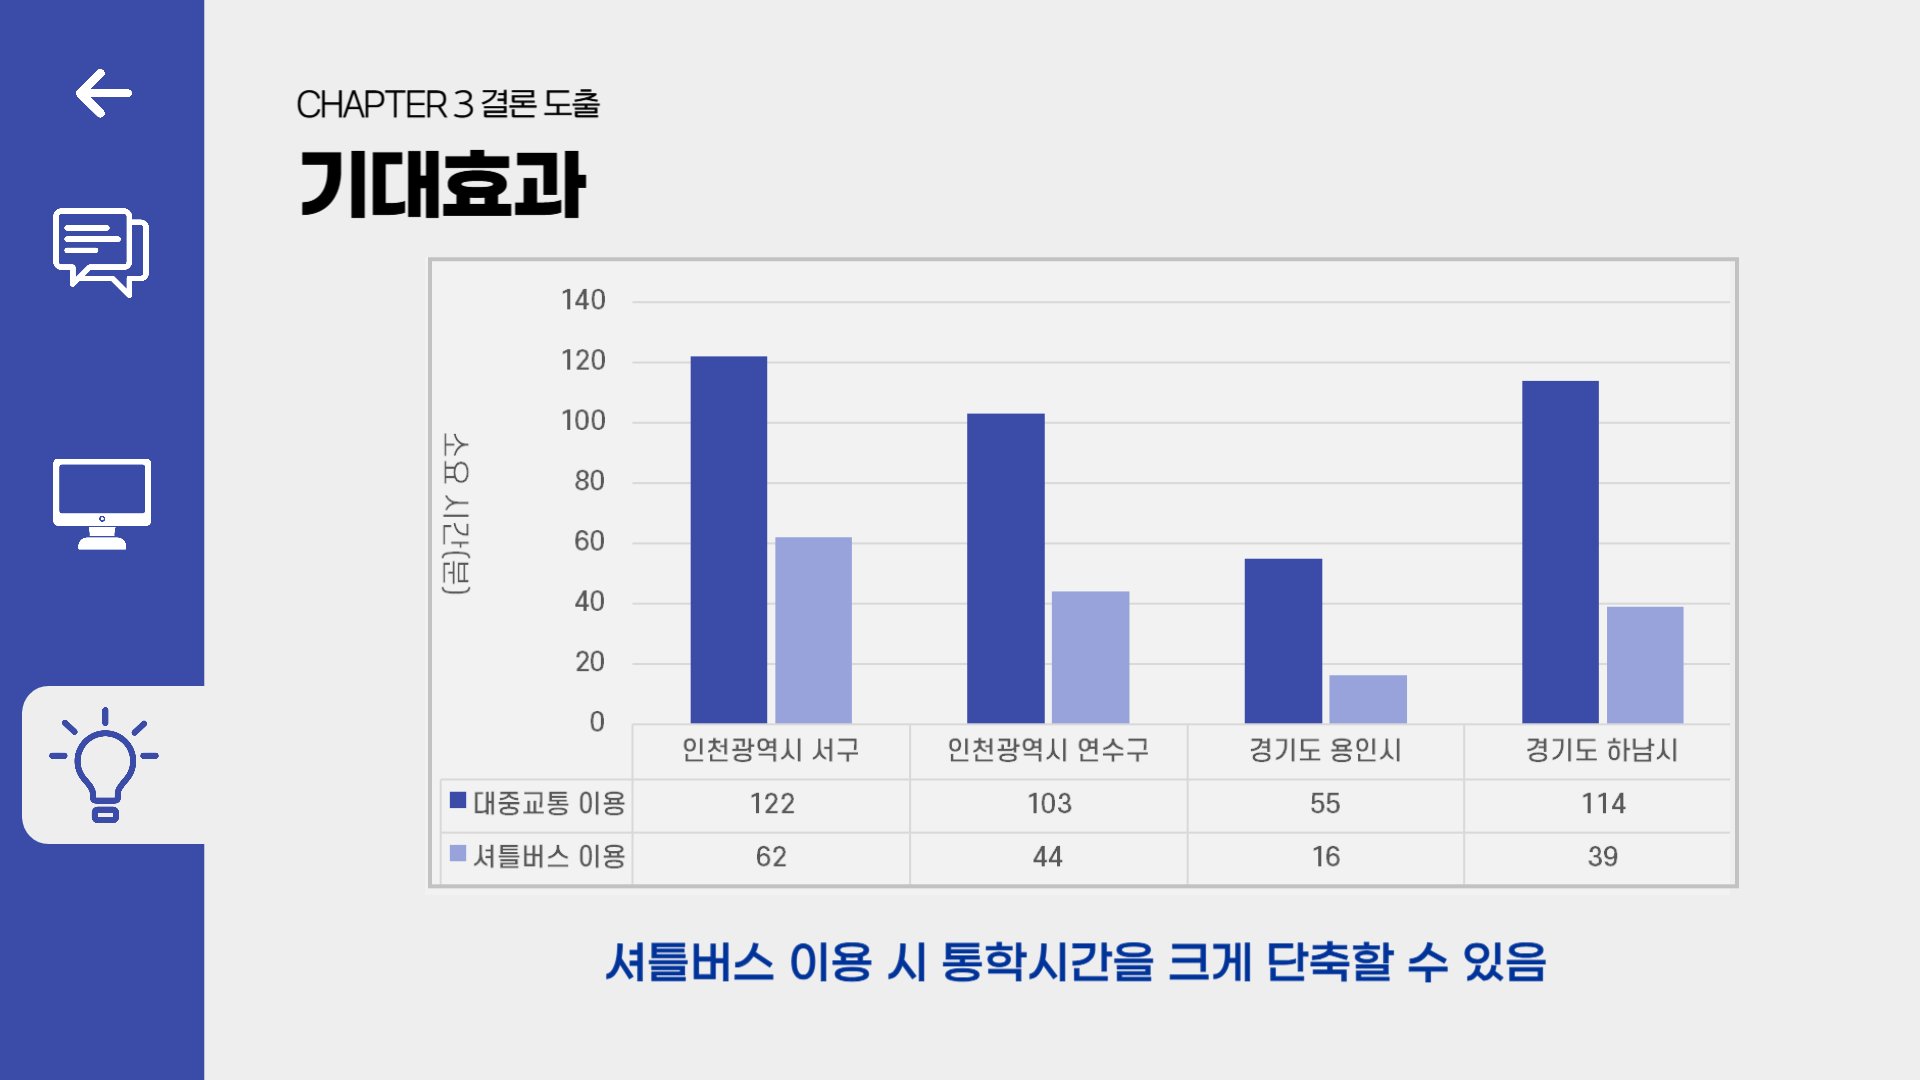 CHAPTER 3 결론 도출
기대효과
소요 시간(분)
140
120
100
80
60
40
20
0
인천광역시 서구 인천광역시 연수구 경기도 용인시 경기도 하남시
대중교통 이용 122 103 55 114
셔틀버스 이용 62 44 16 39
셔틀버스 이용 시 통학시간을 크게 단축할 수 있음